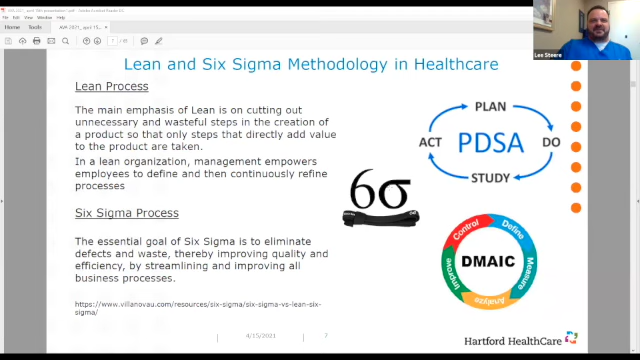 File Edit View Window Help
Home Tools
1
Lee Steere
Lean and Six Sigma Methodology in Healthcare
Lean Process
The main emphasis of Lean is on cutting out
unnecessary and wasteful steps in the creation of
a product so that only steps that directly add value
to the product are taken.
In a lean organization, management empowers
employees to define and then continuously refine
processes
Six Sigma Process
The essential goal of Six Sigma is to eliminate
defects and waste, thereby improving quality and
efficiency, by streamlining and improving all
business processes.
https://www.villanovau.com/resources/six-sigma/six-sigma-vs-lean-six-
sigma/
6σ
PLAN
ACT PDSA DO
STUDY
Control Define
DMAIC
Improve Measure
Analyze
4/15/2021 7
Hartford HealthCare